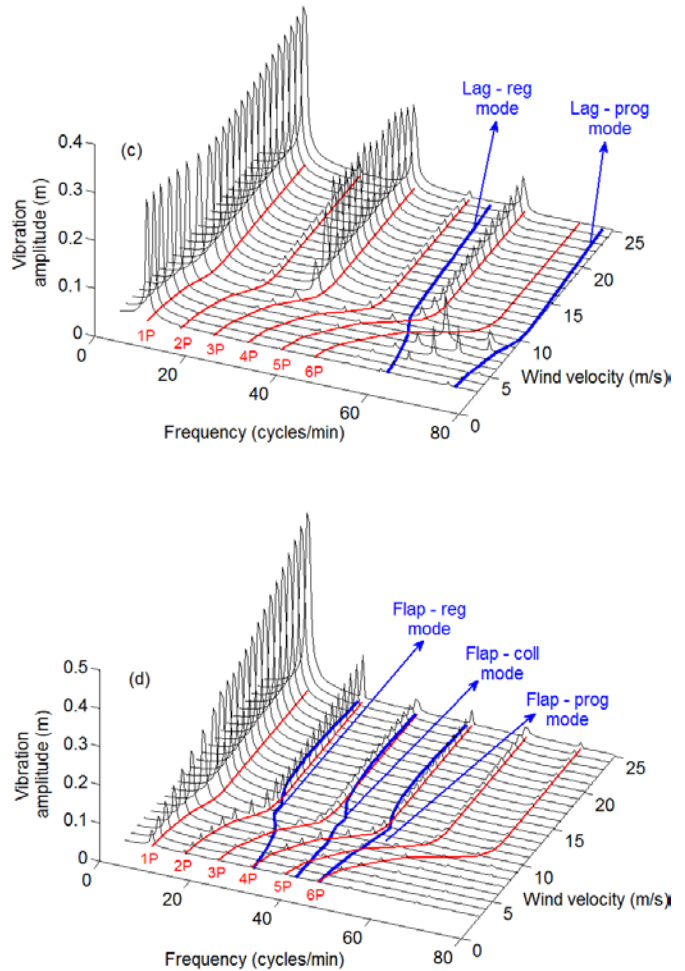 Lag - reg
mode
Lag - prog
mode
(c)
0.4
0.3
0.2
0.1
0
Vibration
amplitude (m)
1P
2P
3P
4P
5P
6P
0
20
40
60
80
Frequency (cycles/min)
0
5
10
15
20
25
Wind velocity (m/s)
Flap - reg
mode
Flap - coll
mode
Flap - prog
mode
(d)
0.5
0.4
0.3
0.2
0.1
0
Vibration
amplitude (m)
1P
2P
3P
4P
5P
6P
0
20
40
60
80
Frequency (cycles/min)
0
5
10
15
20
25
Wind velocity (m/s)